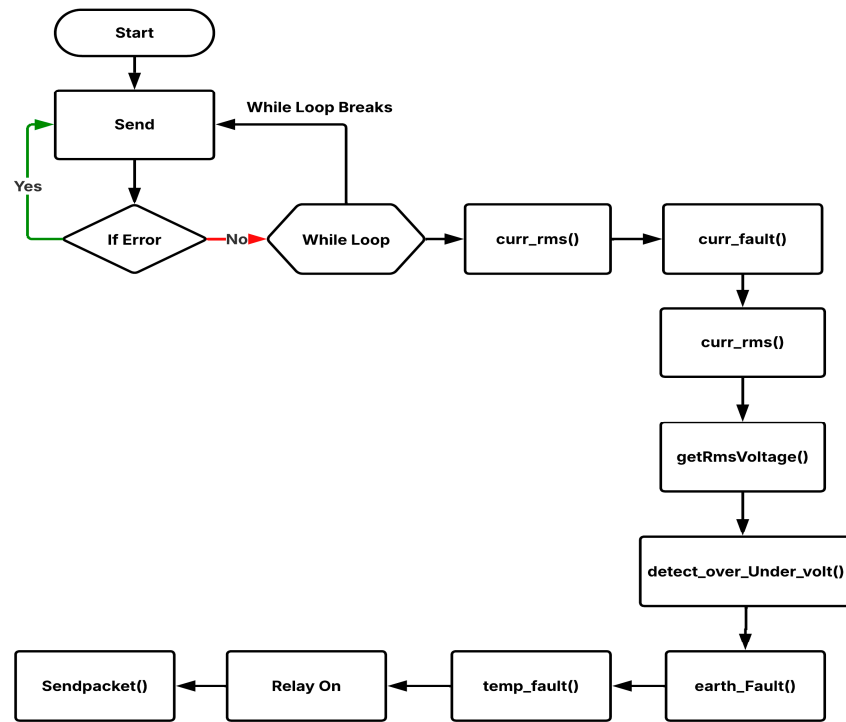 Start
While Loop Breaks
Send
Yes
If Error
No
While Loop
curr_rms()
curr_fault()
curr_rms()
getRmsVoltage()
detect_over_Under_volt()
Sendpacket()
Relay On
temp_fault()
earth_Fault()